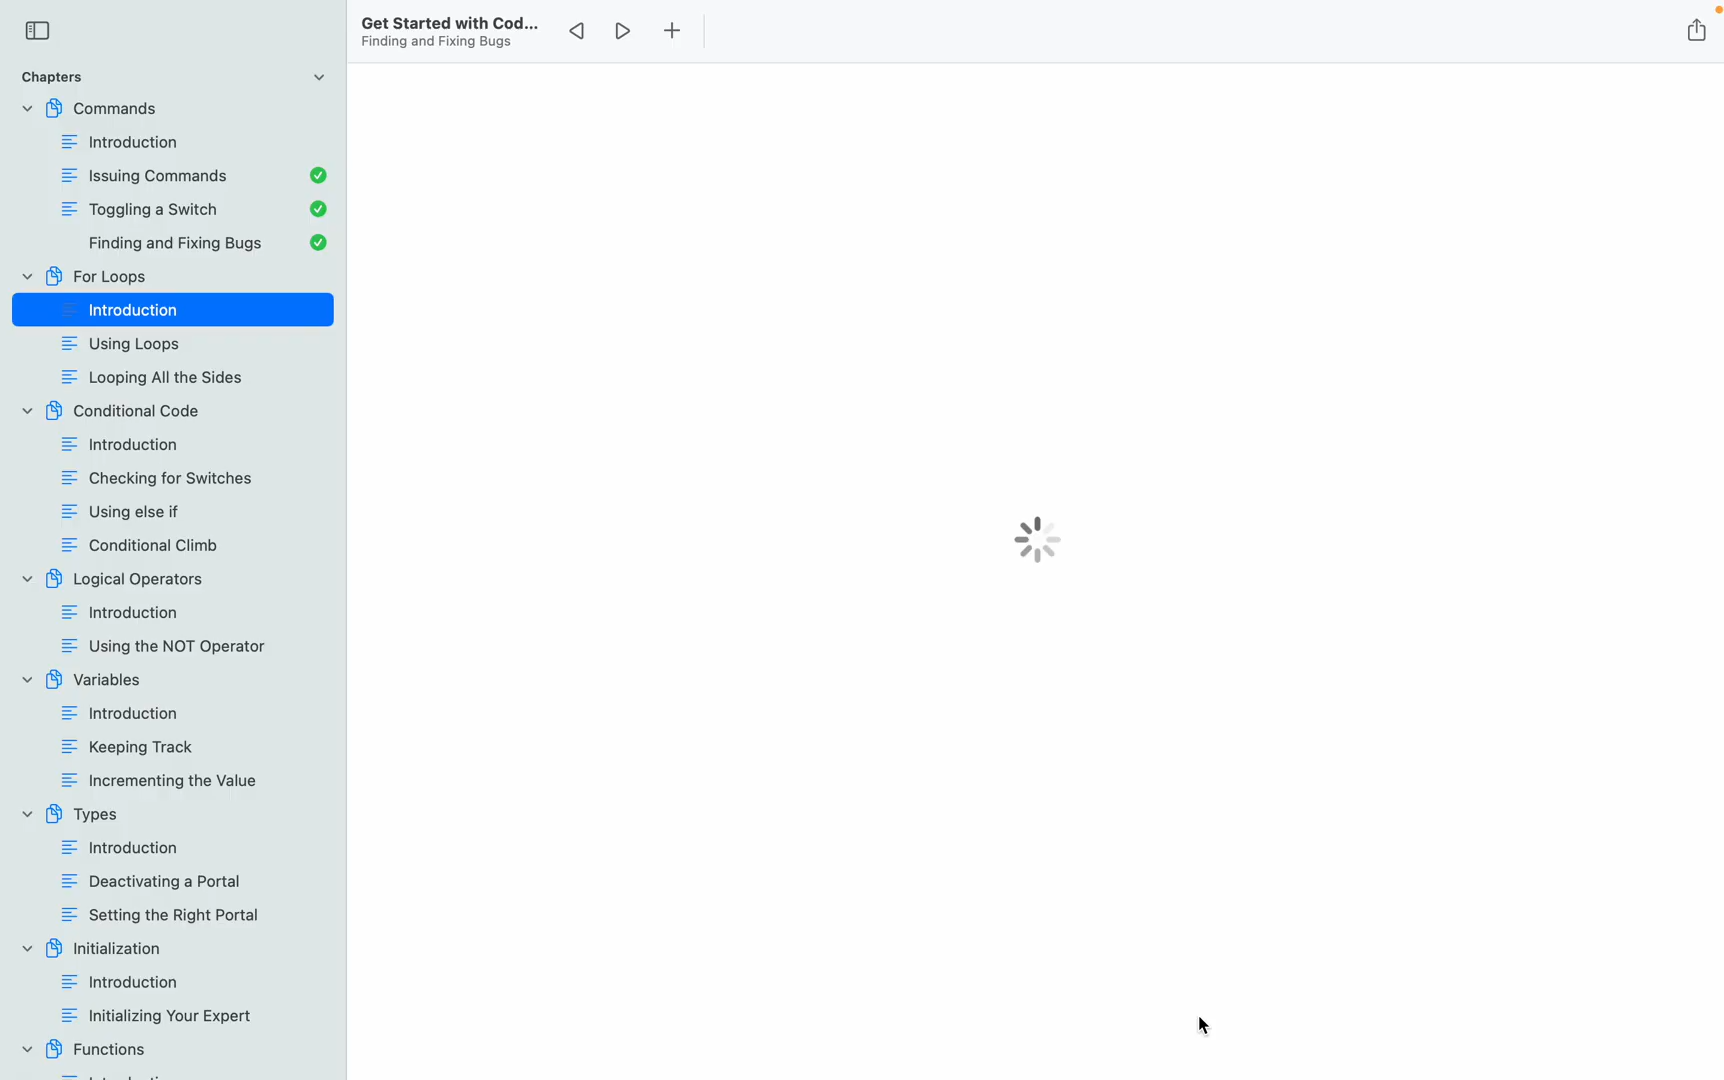 Get Started with Cod...
Finding and Fixing Bugs
Chapters
Commands
Introduction
Issuing Commands
Toggling a Switch
Finding and Fixing Bugs
For Loops
Introduction
Using Loops
Looping All the Sides
Conditional Code
Introduction
Checking for Switches
Using else if
Conditional Climb
Logical Operators
Introduction
Using the NOT Operator
Variables
Introduction
Keeping Track
Incrementing the Value
Types
Introduction
Deactivating a Portal
Setting the Right Portal
Initialization
Introduction
Initializing Your Expert
Functions